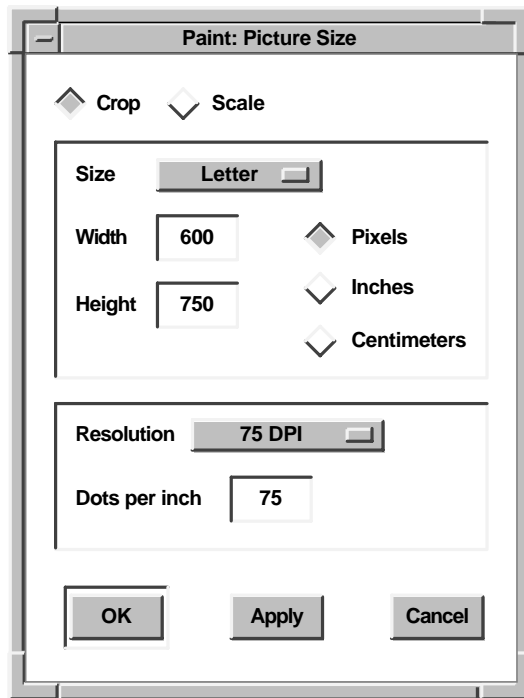 Paint: Picture Size
Crop Scale
Size Letter
Width 600 Pixels
Inches
Height 750
Centimeters
Resolution 75 DPI
Dots per inch 75
OK Apply Cancel